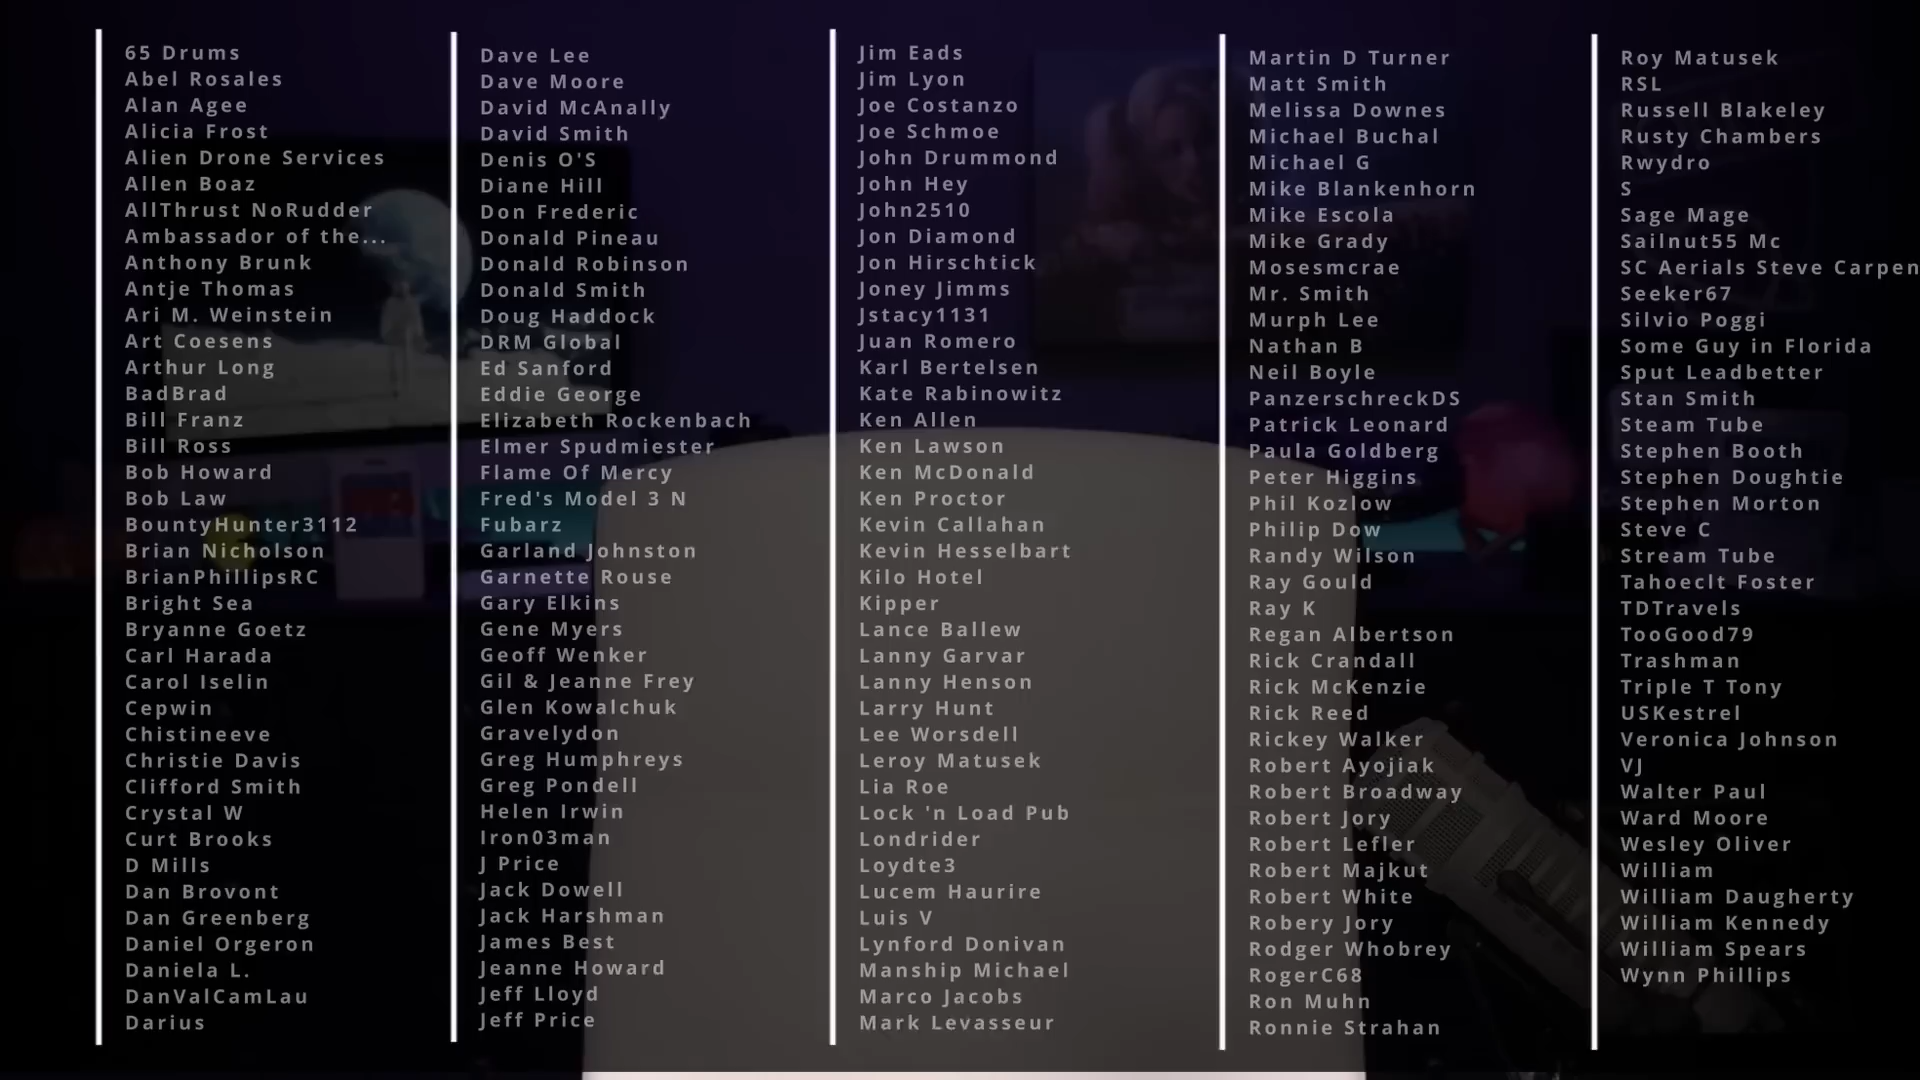 65 Drums
Abel Rosales
Alan Agee
Alicia Frost
Alien Drone Services
Allen Boaz
AllThrust NoRudder
Ambassador of the...
Anthony Brunk
Antje Thomas
Ari M. Weinstein
Art Coesens
Arthur Long
BadBrad
Bill Franz
Bill Ross
Bob Howard
Bob Law
BountyHunter3112
Brian Nicholson
BrianPhillipsRC
Bright Sea
Bryanne Goetz
Carl Harada
Carol Iselin
Cepwin
Chistineeve
Christie Davis
Clifford Smith
Crystal W
Curt Brooks
D Mills
Dan Brovont
Dan Greenberg
Daniel Orgeron
Daniela L.
DanValCamLau
Darius
Dave Lee
Dave Moore
David McAnally
David Smith
Denis O'S
Diane Hill
Don Frederic
Donald Pineau
Donald Robinson
Donald Smith
Doug Haddock
DRM Global
Ed Sanford
Eddie George
Elizabeth Rockenbach
Elmer Spudmiester
Flame Of Mercy
Fred's Model 3 N
Fubarz
Garland Johnston
Garnette Rouse
Gary Elkins
Gene Myers
Geoff Wenker
Gil & Jeanne Frey
Glen Kowalchuk
Gravelydon
Greg Humphreys
Greg Pondell
Helen Irwin
Iron03man
J Price
Jack Dowell
Jack Harshman
James Best
Jeanne Howard
Jeff Lloyd
Jeff Price
Jim Eads
Jim Lyon
Joe Costanzo
Joe Schmoe
John Drummond
John Hey
John2510
Jon Diamond
Jon Hirschtick
Joney Jimms
Jstacy1131
Juan Romero
Karl Bertelsen
Kate Rabinowitz
Ken Allen
Ken Lawson
Ken McDonald
Ken Proctor
Kevin Callahan
Kevin Hesselbart
Kilo Hotel
Kipper
Lance Ballew
Lanny Garvar
Lanny Henson
Larry Hunt
Lee Worsdell
Leroy Matusek
Lia Roe
Lock 'n Load Pub
Londrider
Loydte3
Lucem Haurire
Luis V
Lynford Donivan
Manship Michael
Marco Jacobs
Mark Levasseur
Martin D Turner
Matt Smith
Melissa Downes
Michael Buchal
Michael G
Mike Blankenhorn
Mike Escola
Mike Grady
Mosesmcrae
Mr. Smith
Murph Lee
Nathan B
Neil Boyle
PanzerschreckDS
Patrick Leonard
Paula Goldberg
Peter Higgins
Phil Kozlow
Philip Dow
Randy Wilson
Ray Gould
Ray K
Regan Albertson
Rick Crandall
Rick McKenzie
Rick Reed
Rickey Walker
Robert Ayojiak
Robert Broadway
Robert Jory
Robert Lefler
Robert Majkut
Robert White
Robery Jory
Rodger Whobrey
RogerC68
Ron Muhn
Ronnie Strahan
Roy Matusek
RSL
Russell Blakeley
Rusty Chambers
Rwydro
S
Sage Mage
Sailnut55 Mc
SC Aerials Steve Carpen
Seeker67
Silvio Poggi
Some Guy in Florida
Sput Leadbetter
Stan Smith
Steam Tube
Stephen Booth
Stephen Doughtie
Stephen Morton
Steve C
Stream Tube
Tahoeclt Foster
TDTravels
TooGood79
Trashman
Triple T Tony
USKestrel
Veronica Johnson
VJ
Walter Paul
Ward Moore
Wesley Oliver
William
William Daugherty
William Kennedy
William Spears
Wynn Phillips